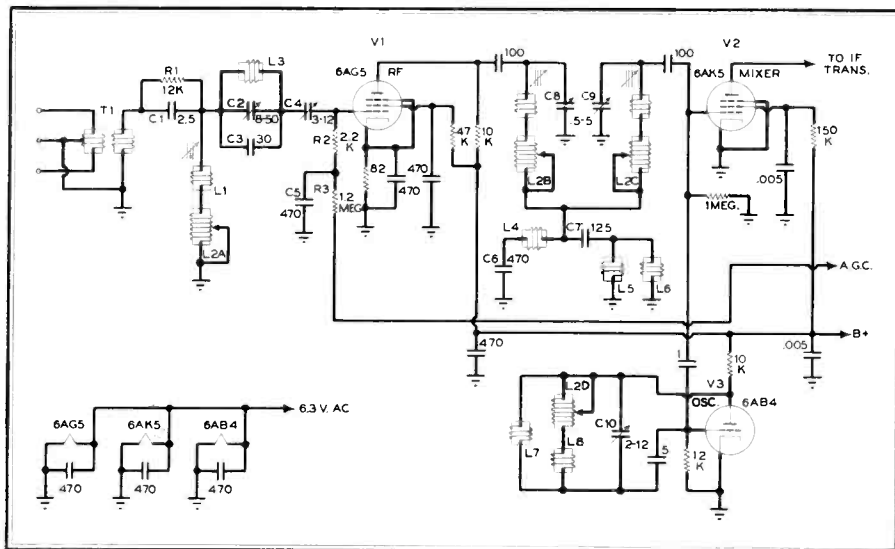 V1
V2
L3
R1
12K
100
100
TO IF
TRANS.
6AG5
RF
6AK5
MIXER
T1
C1
2.5
C2
8-50
C4
3-12
C8
C9
.5-5
C3
30
R2
2.2
K
47
K
10
K
150
K
L1
82
470
470
L2B
L2C
.005
C5
470
R3
1.2
MEG
1 MEG.
L2A
L4
C7
125
C6
470
L5
L6
A.G.C.
B+
470
1
10
K
.005
V3
OSC.
6AB4
L2D
C10
2-12
L7
L8
5
12
K
6.3 V. AC
6AG5
6AK5
6AB4
470
470
470